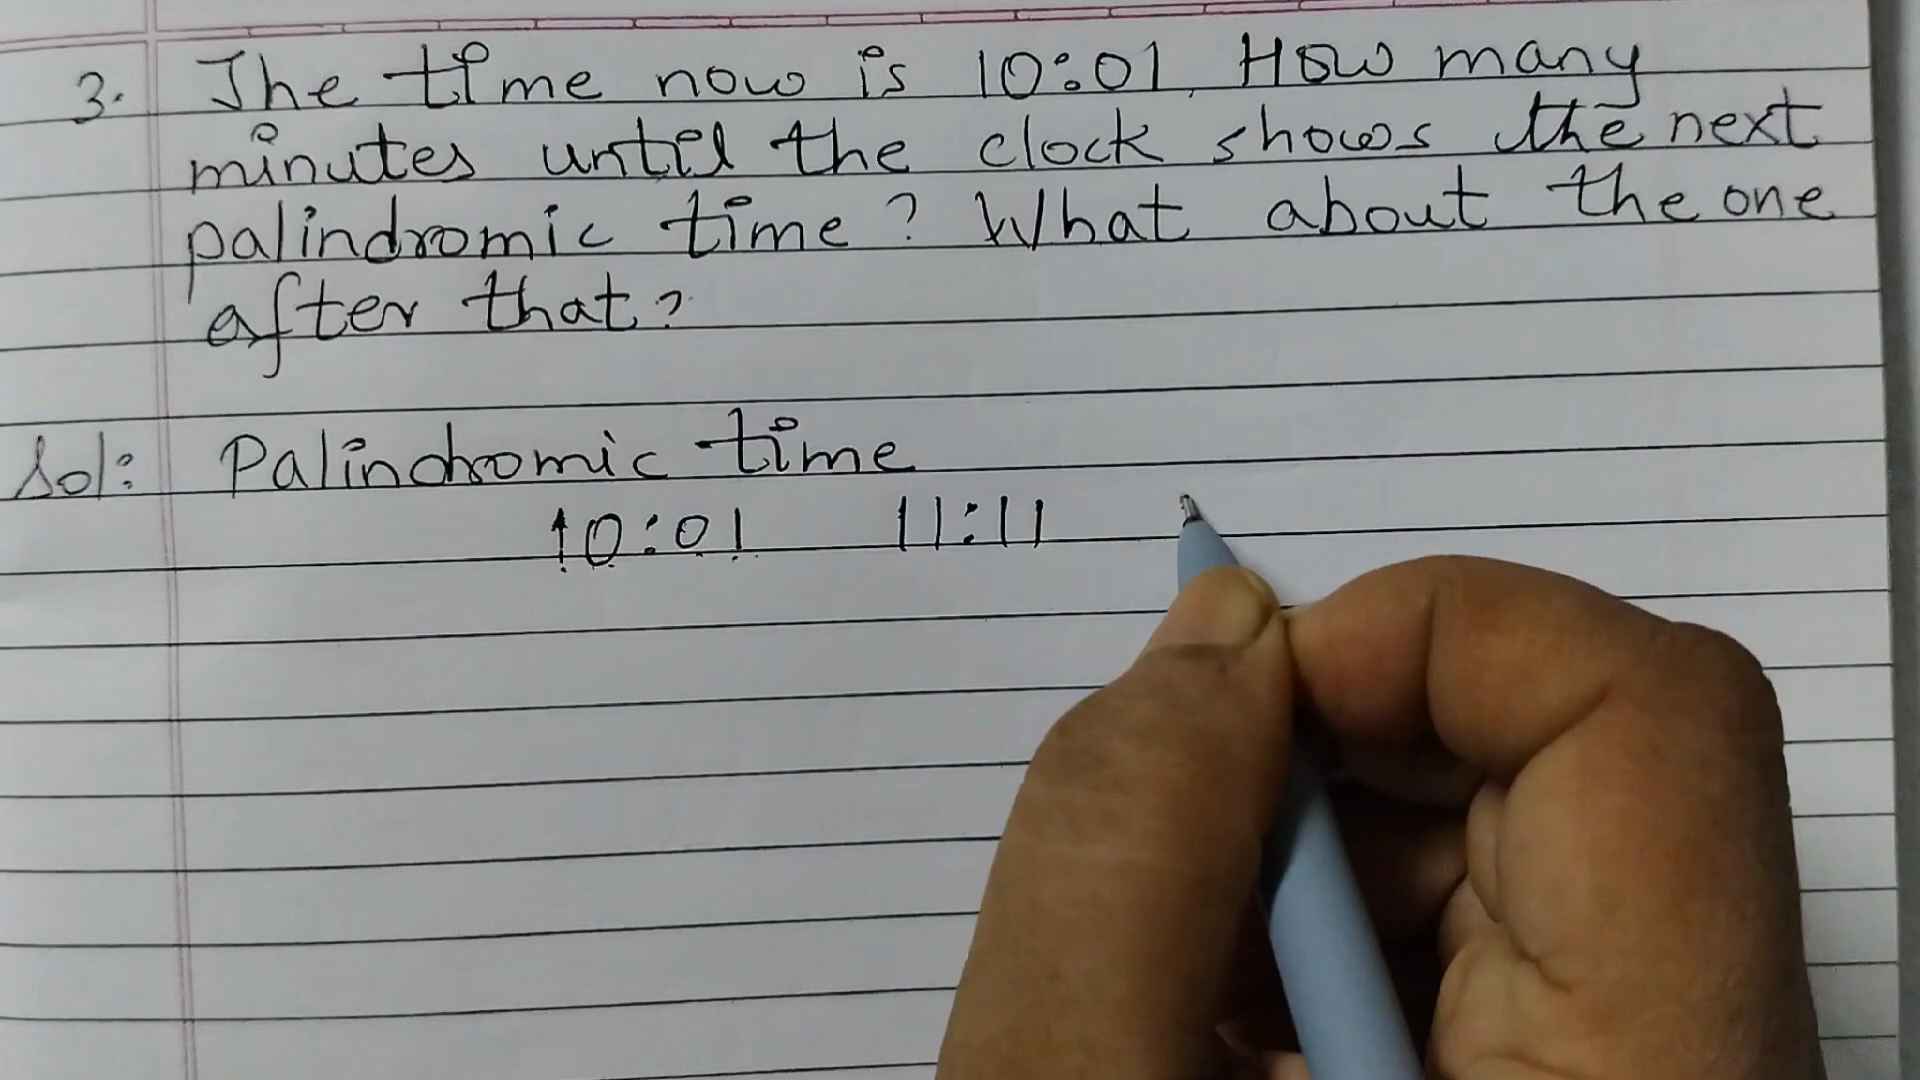 3. The time now is 10:01. How many
minutes until the clock shows the next
palindromic time? What about the one
after that?
Sol: Palindromic time
10:01 11:11